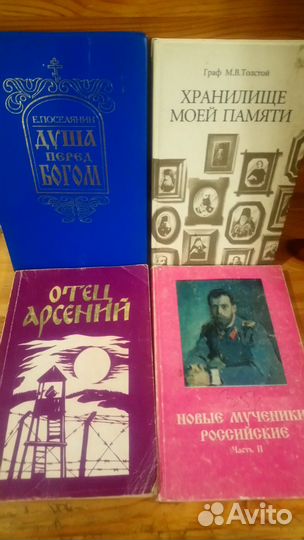 Е. ПОСЕЛЯНИН
ДУША
ПЕРЕД
БОГОМ
Граф М.В.Толстой
ХРАНИЛИЩЕ
МОЕЙ ПАМЯТИ
ОТЕЦ
АРСЕНИЙ
НОВЫЕ МУЧЕНИКИ
РОССИЙСКИЕ
Часть II
Avito